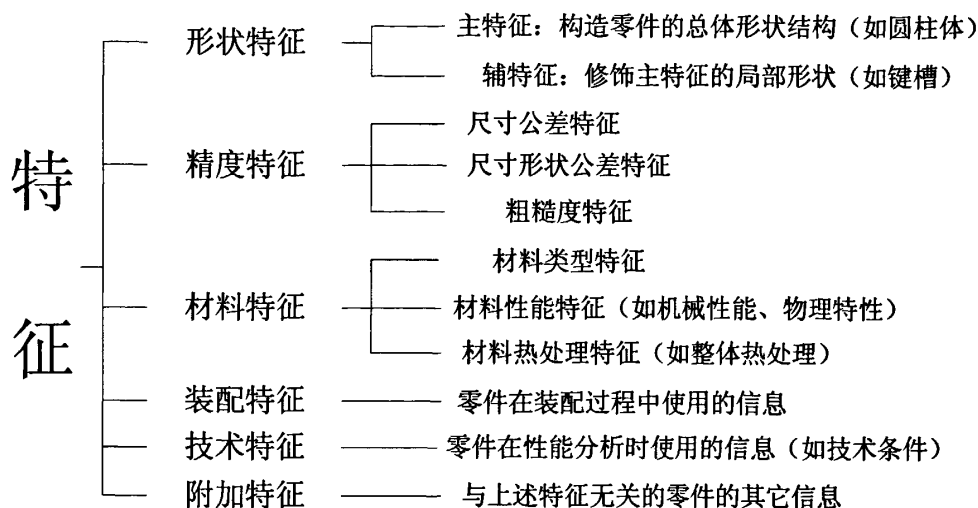 特征
形状特征
主特征：构造零件的总体形状结构（如圆柱体）
辅特征：修饰主特征的局部形状（如键槽）
精度特征
尺寸公差特征
尺寸形状公差特征
粗糙度特征
材料特征
材料类型特征
材料性能特征（如机械性能、物理特性）
材料热处理特征（如整体热处理）
装配特征
零件在装配过程中使用的信息
技术特征
零件在性能分析时使用的信息（如技术条件）
附加特征
与上述特征无关的零件的其它信息